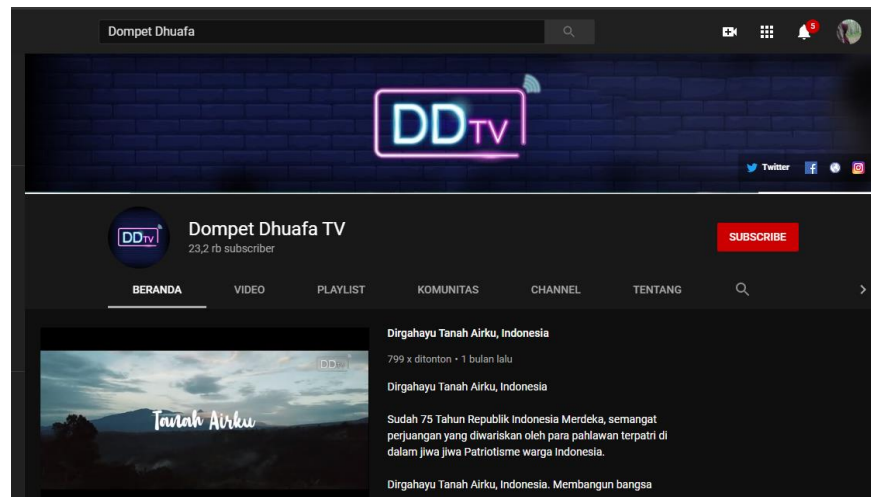 Dompet Dhuafa
5
DDTV
Twitter
DDTV
Dompet Dhuafa TV
23,2 rb subscriber
SUBSCRIBE
BERANDA VIDEO PLAYLIST KOMUNITAS CHANNEL TENTANG
DDTV
Tanah Airku
Dirgahayu Tanah Airku, Indonesia
799 x ditonton • 1 bulan lalu
Dirgahayu Tanah Airku, Indonesia
Sudah 75 Tahun Republik Indonesia Merdeka, semangat
perjuangan yang diwariskan oleh para pahlawan terpatri di
dalam jiwa jiwa Patriotisme warga Indonesia.
Dirgahayu Tanah Airku, Indonesia. Membangun bangsa